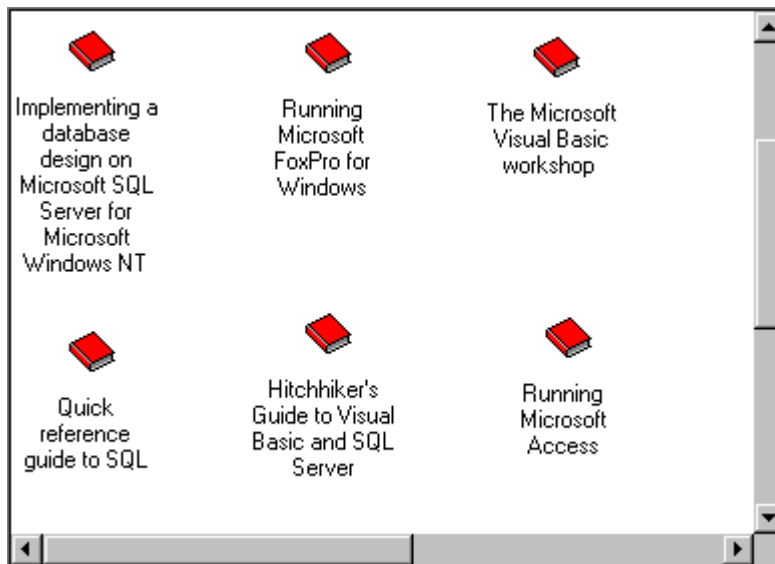 Implementing a
database
design on
Microsoft SQL
Server for
Microsoft
Windows NT
Running
Microsoft
FoxPro for
Windows
The Microsoft
Visual Basic
workshop
Quick
reference
guide to SQL
Hitchhiker's
Guide to Visual
Basic and SQL
Server
Running
Microsoft
Access